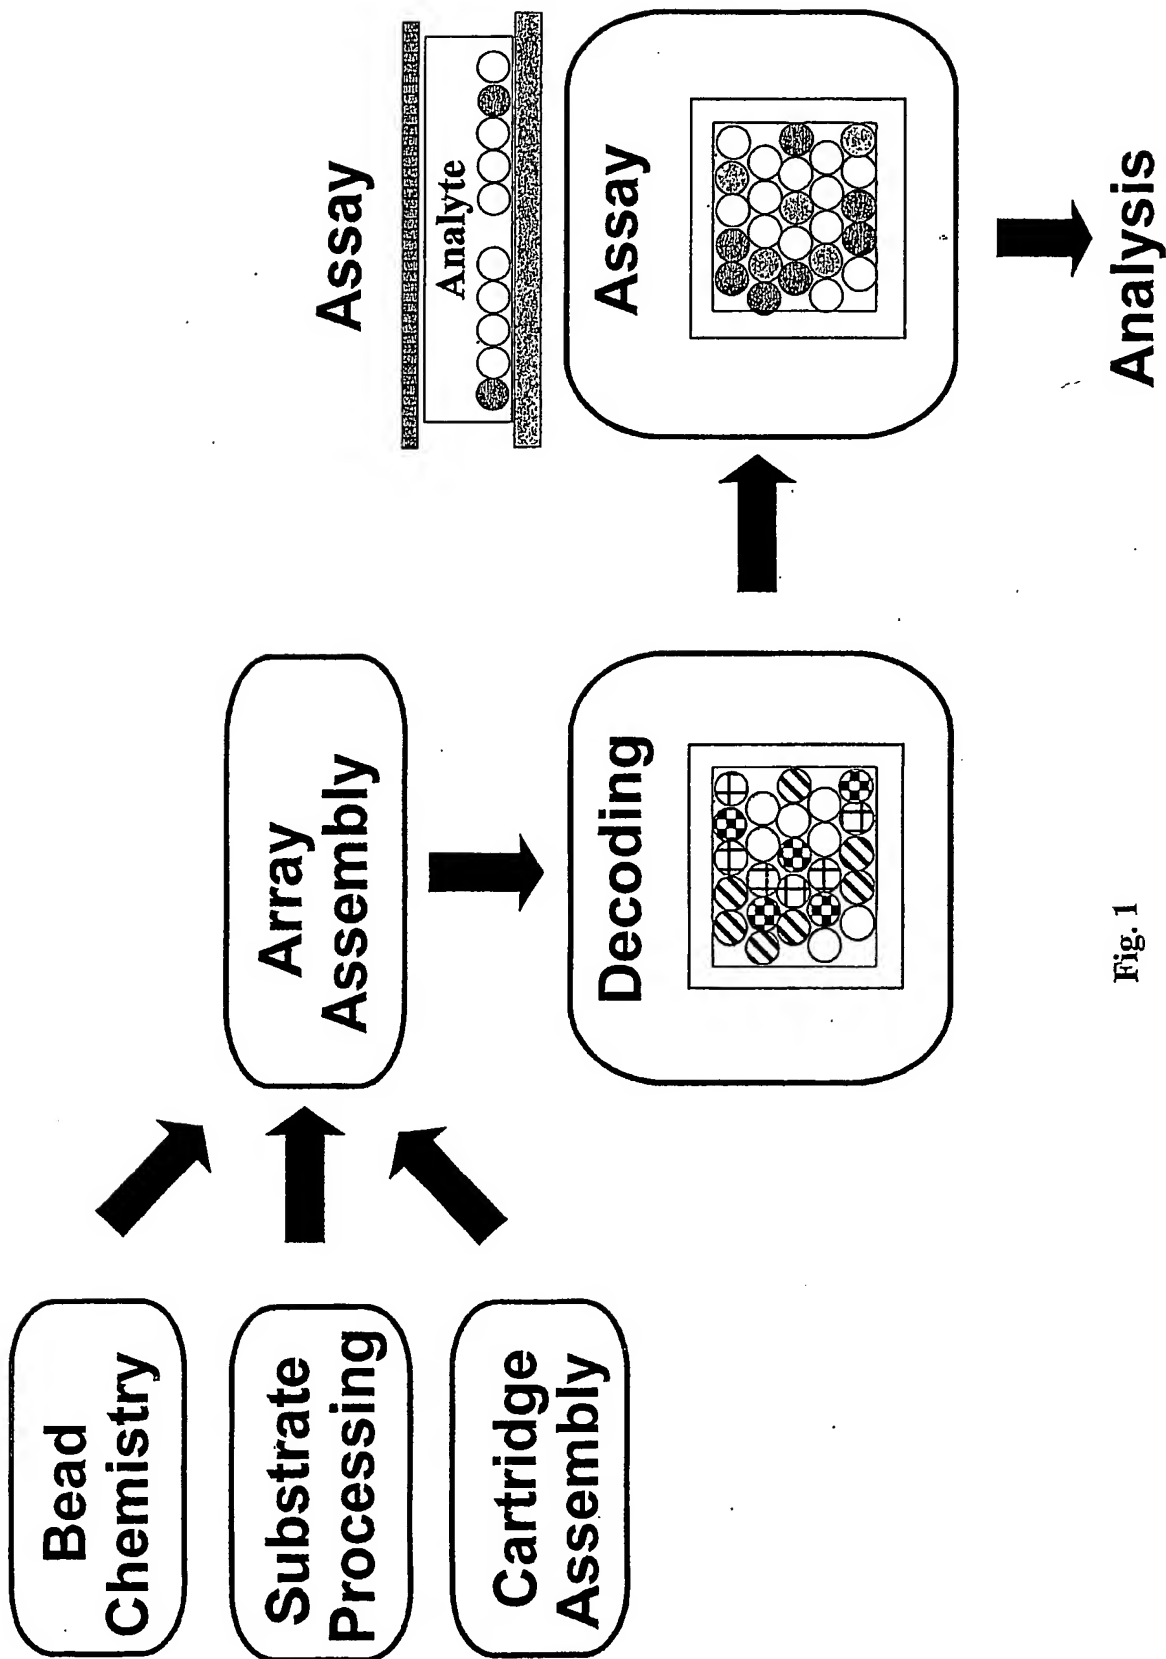 Bead
Chemistry
Substrate
Processing
Cartridge
Assembly
Array
Assembly
Decoding
Assay
Analyte
Assay
Analysis
Fig. 1